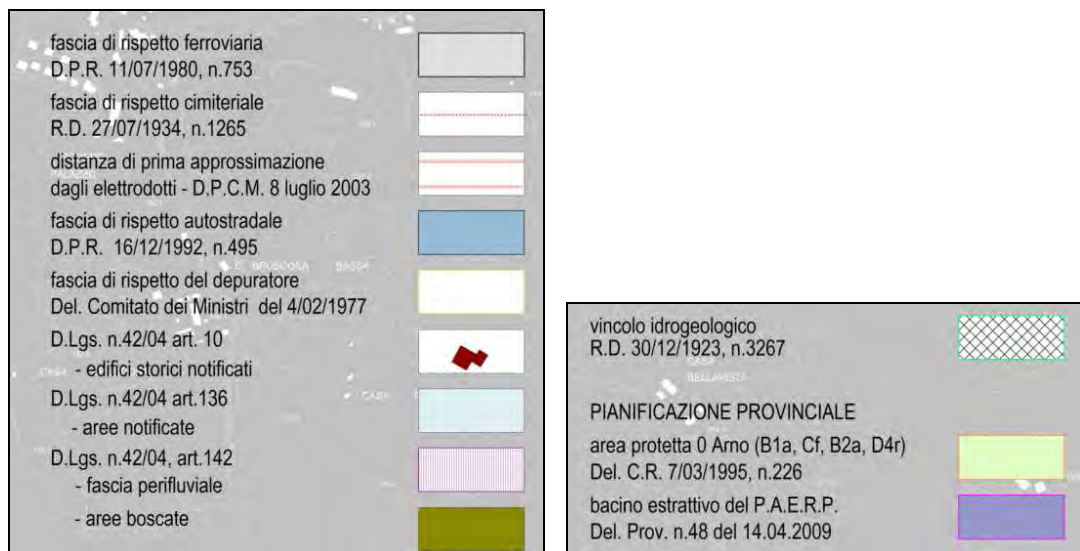 fascia di rispetto ferroviaria
D.P.R. 11/07/1980, n.753
fascia di rispetto cimiteriale
R.D. 27/07/1934, n.1265
distanza di prima approssimazione
dagli elettrodotti - D.P.C.M. 8 luglio 2003
fascia di rispetto autostradale
D.P.R. 16/12/1992, n.495
fascia di rispetto del depuratore
Del. Comitato dei Ministri del 4/02/1977
D.Lgs. n.42/04 art. 10
- edifici storici notificati
D.Lgs. n.42/04 art.136
- aree notificate
D.Lgs. n.42/04, art.142
- fascia perifluviale
- aree boscate
vincolo idrogeologico
R.D. 30/12/1923, n.3267
BELLAVISTA
PIANIFICAZIONE PROVINCIALE
area protetta 0 Arno (B1a, Cf, B2a, D4r)
Del. C.R. 7/03/1995, n.226
bacino estrattivo del P.A.E.R.P.
Del. Prov. n.48 del 14.04.2009